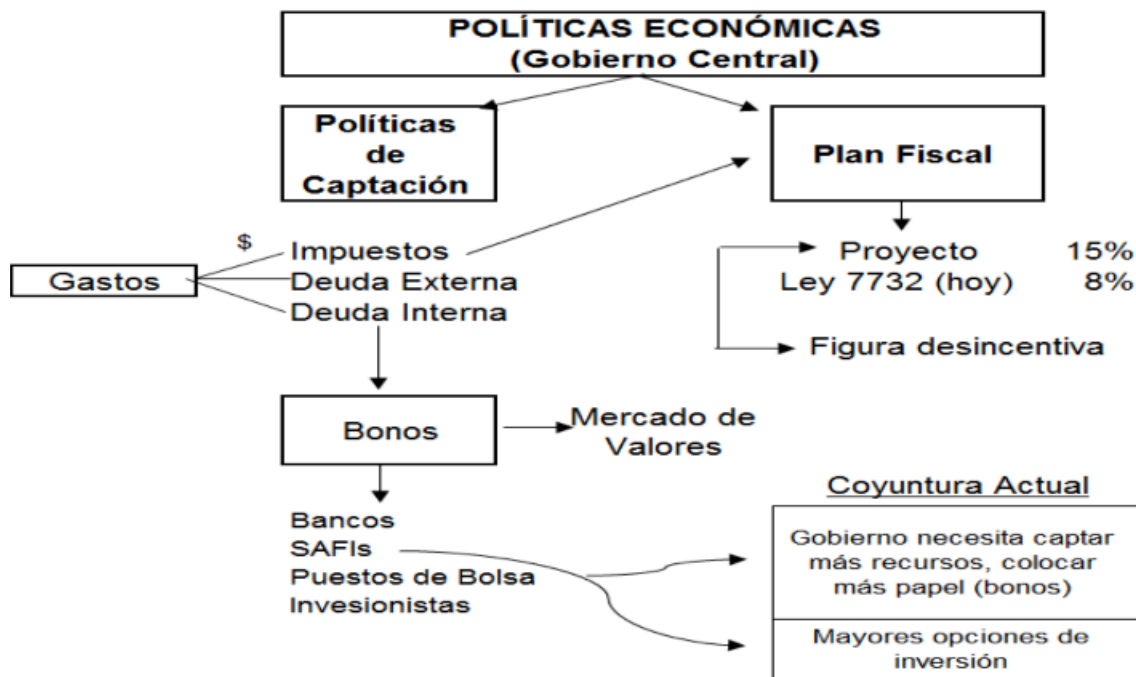 POLÍTICAS ECONÓMICAS
(Gobierno Central)
Políticas
de
Captación
Plan Fiscal
$
Impuestos
Gastos
Deuda Externa
Deuda Interna
Proyecto 15%
Ley 7732 (hoy) 8%
Figura desincentiva
Bonos
Mercado de
Valores
Bancos
SAFIs
Puestos de Bolsa
Invesionistas
Coyuntura Actual
Gobierno necesita captar
más recursos, colocar
más papel (bonos)
Mayores opciones de
inversión